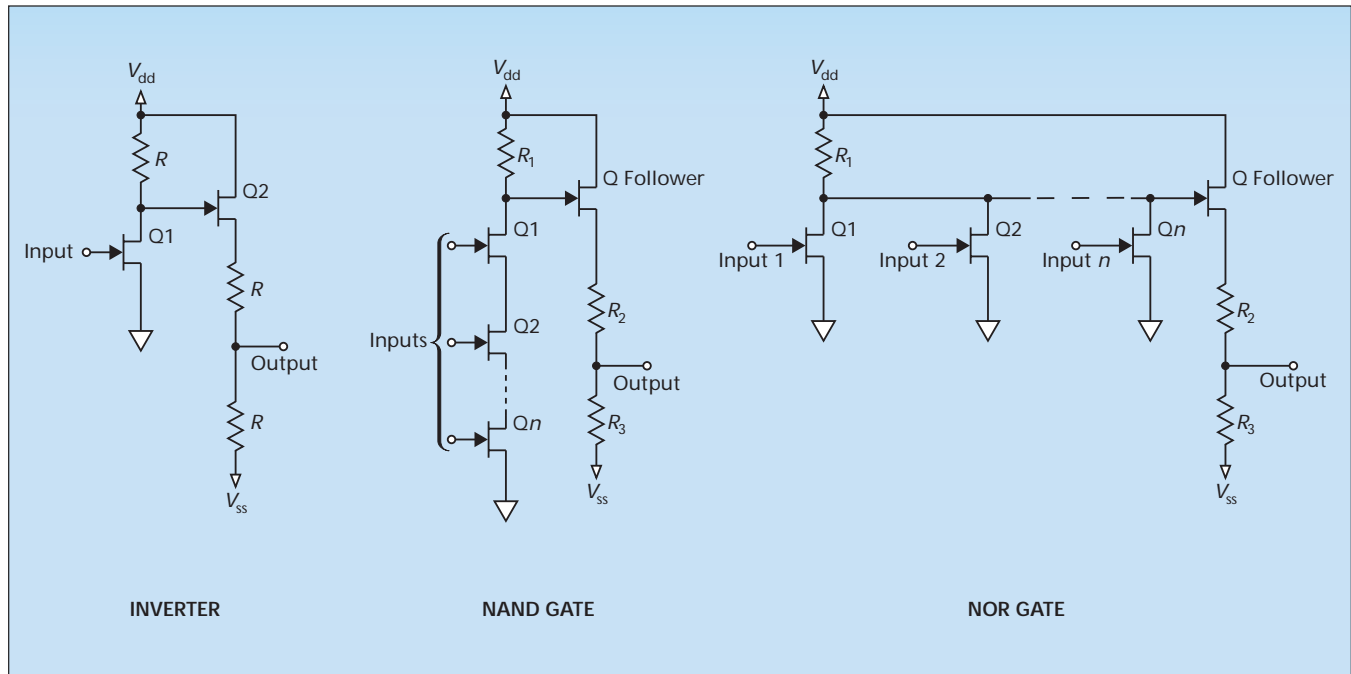 Vdd
R
Q2
Q1
Input
R
Output
R
Vss
INVERTER
Vdd
R1
Q Follower
Q1
Q2
Inputs
R2
Output
Qn
R3
Vss
NAND GATE
Vdd
R1
Q Follower
Q1
Q2
Qn
Input 1
Input 2
Input n
R2
Output
R3
Vss
NOR GATE